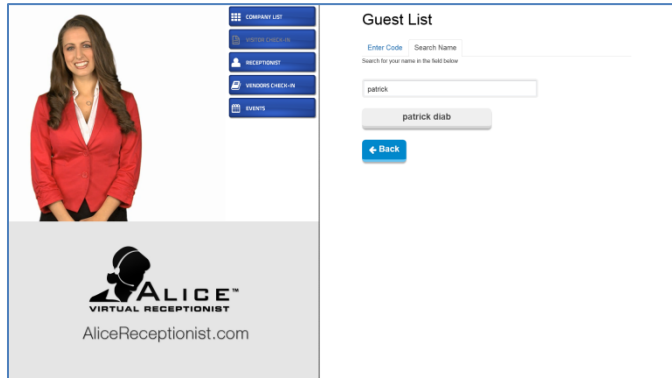 COMPANY LIST
VISITOR CHECK-IN
RECEPTIONIST
VENDORS CHECK-IN
EVENTS
ALICE™
VIRTUAL RECEPTIONIST
AliceReceptionist.com
Guest List
Enter Code
Search Name
Search for your name in the field below
patrick
patrick diab
Back